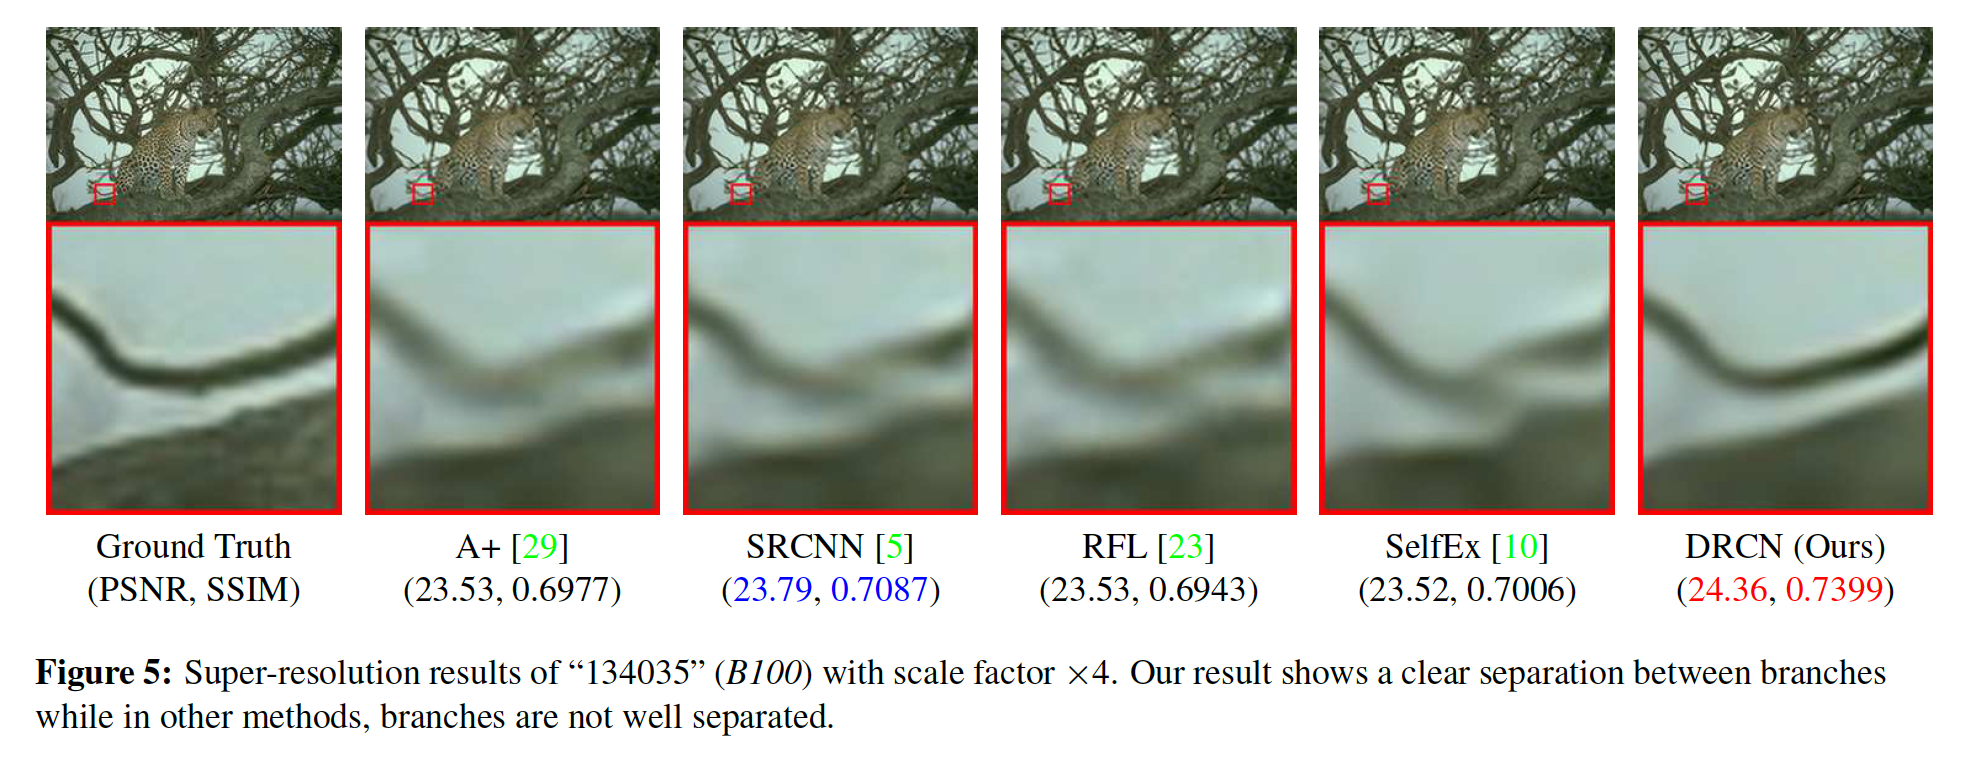 Ground Truth
(PSNR, SSIM)
A+ [29]
(23.53, 0.6977)
SRCNN [5]
(23.79, 0.7087)
RFL [23]
(23.53, 0.6943)
SelfEx [10]
(23.52, 0.7006)
DRCN (Ours)
(24.36, 0.7399)
Figure 5: Super-resolution results of “134035” (B100) with scale factor ×4. Our result shows a clear separation between branches
while in other methods, branches are not well separated.